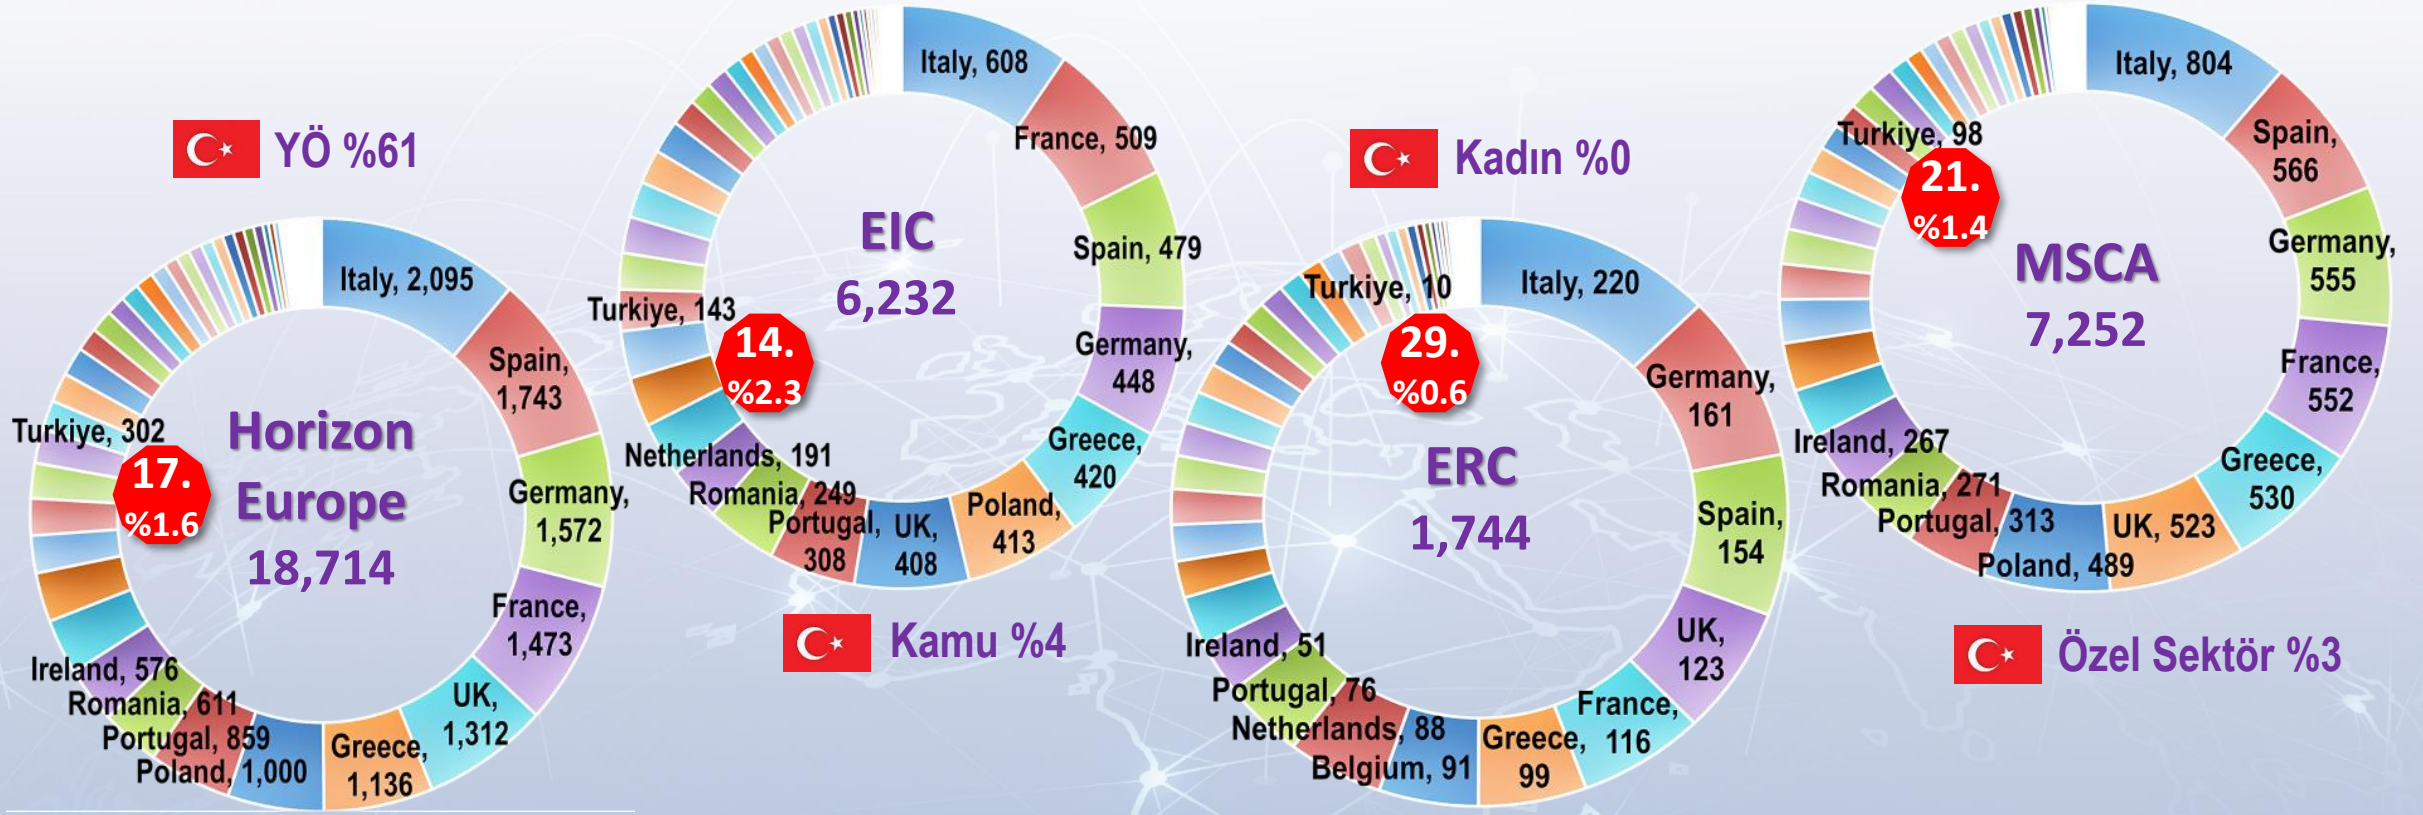 YÖ %61
Italy, 2,095
Spain,
1,743
Germany,
1,572
France,
1,473
UK,
1,312
Greece,
1,136
Poland, 1,000
Portugal, 859
Romania, 611
Ireland, 576
Turkiye, 302
17.
%1.6
Horizon
Europe
18,714
Italy, 608
France, 509
Spain, 479
Germany,
448
Greece,
420
Poland,
413
UK,
408
Portugal,
308
Romania, 249
Netherlands, 191
Turkiye, 143
14.
%2.3
EIC
6,232
Kamu %4
Kadın %0
Italy, 220
Germany,
161
Spain,
154
UK,
123
France,
116
Greece,
99
Belgium, 91
Netherlands, 88
Portugal, 76
Ireland, 51
Turkiye, 10
29.
%0.6
ERC
1,744
Italy, 804
Spain,
566
Germany,
555
France,
552
Greece,
530
UK, 523
Poland, 489
Portugal, 313
Romania, 271
Ireland, 267
Turkiye, 98
21.
%1.4
MSCA
7,252
Özel Sektör %3